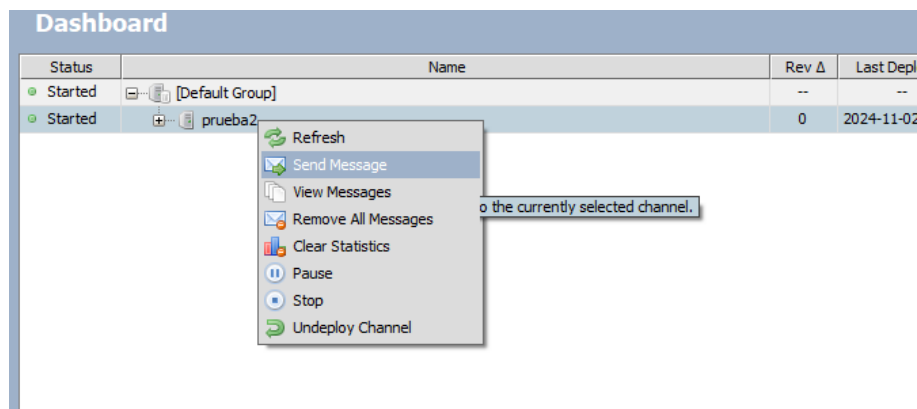 Dashboard
Status Name Rev Δ Last Depl
Started [Default Group] -- --
Started prueba2 0 2024-11-02
Refresh
Send Message
View Messages
o the currently selected channel.
Remove All Messages
Clear Statistics
Pause
Stop
Undeploy Channel